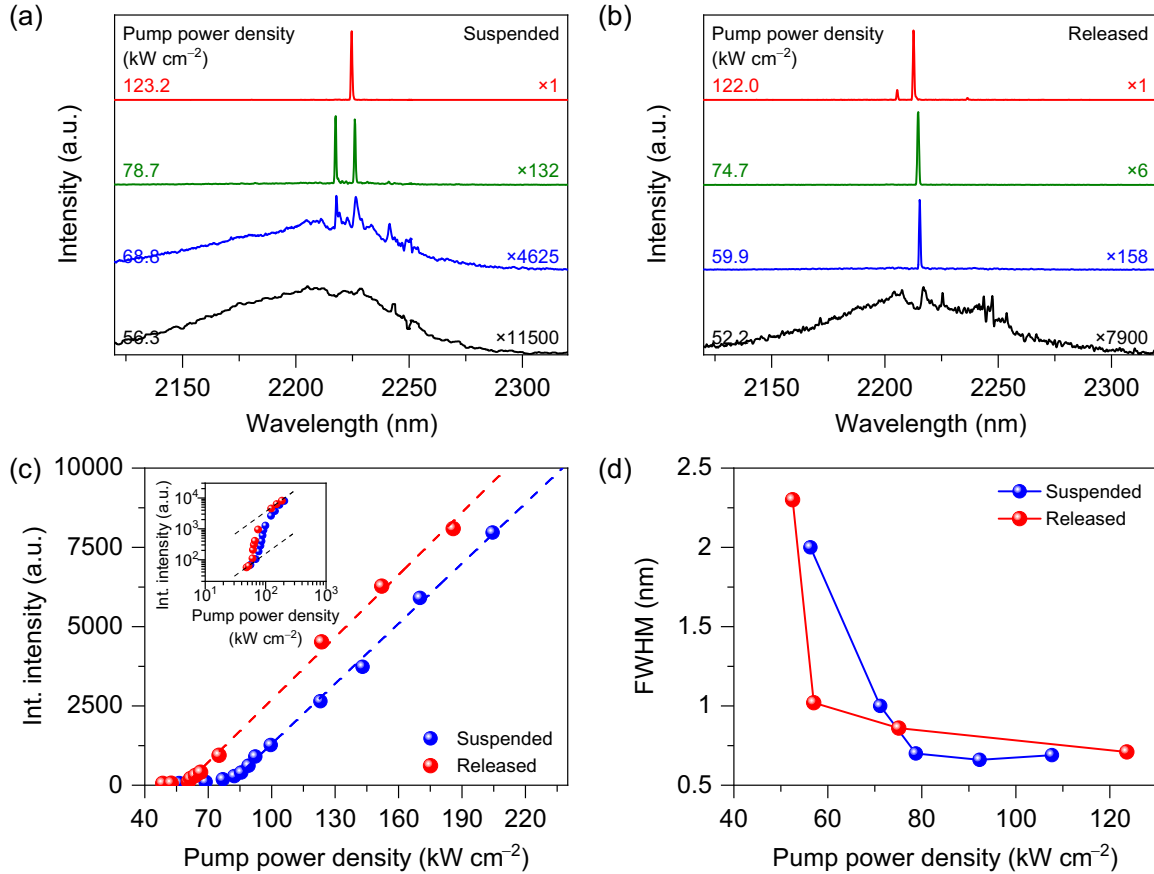 (a)
Pump power density
(kW cm⁻²)
Suspended
123.2
×1
78.7
×132
68.8
×4625
56.3
×11500
Intensity (a.u.)
2150
2200
2250
2300
Wavelength (nm)
(b)
Pump power density
(kW cm⁻²)
Released
122.0
×1
74.7
×6
59.9
×158
52.2
×7900
Intensity (a.u.)
2150
2200
2250
2300
Wavelength (nm)
(c)
10000
7500
5000
2500
0
Int. intensity (a.u.)
10⁴
10³
10²
Int. intensity (a.u.)
10¹
10²
10³
Pump power density
(kW cm⁻²)
Suspended
Released
40
70
100
130
160
190
220
Pump power density (kW cm⁻²)
(d)
2.5
2
1.5
1
0.5
FWHM (nm)
Suspended
Released
40
60
80
100
120
Pump power density (kW cm⁻²)